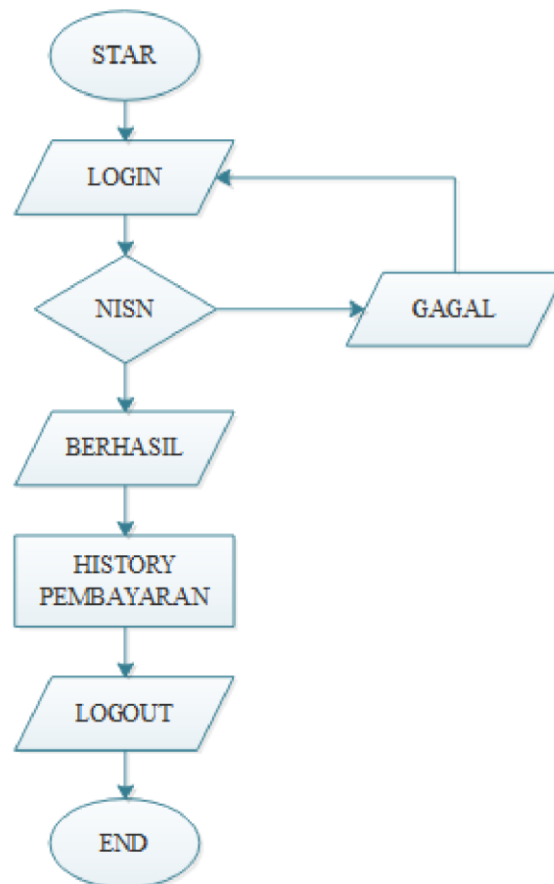 STAR
LOGIN
NISN
GAGAL
BERHASIL
HISTORY
PEMBAYARAN
LOGOUT
END